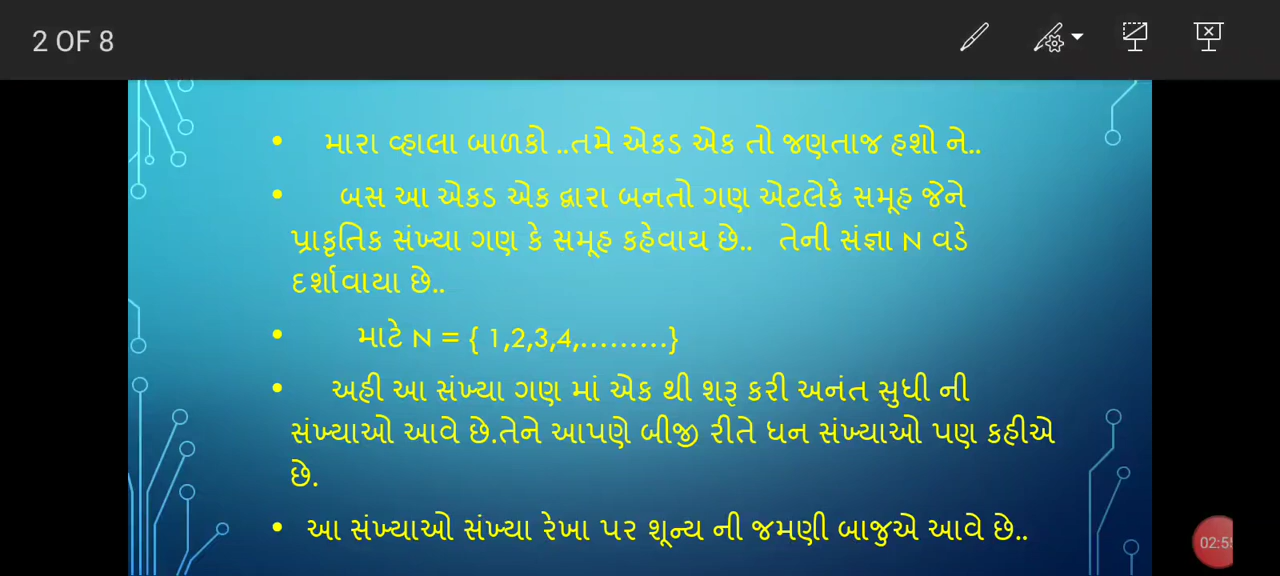 2 OF 8
• મારા વ્હાલા બાળકો ..તમે એકડ એક તો જણતાજ હશો ને..
• બસ આ એકડ એક દ્વારા બનતો ગણ એટલેકે સમૂહ જેને
પ્રાકૃતિક સંખ્યા ગણ કે સમૂહ કહેવાય છે.. તેની સંજ્ઞા N વડે
દર્શાવાયા છે..
• માટે N = { 1,2,3,4,.........}
• અહી આ સંખ્યા ગણ માં એક થી શરૂ કરી અનંત સુધી ની
સંખ્યાઓ આવે છે.તેને આપણે બીજી રીતે ધન સંખ્યાઓ પણ કહીએ
છે.
• આ સંખ્યાઓ સંખ્યા રેખા પર શૂન્ય ની જમણી બાજુએ આવે છે..